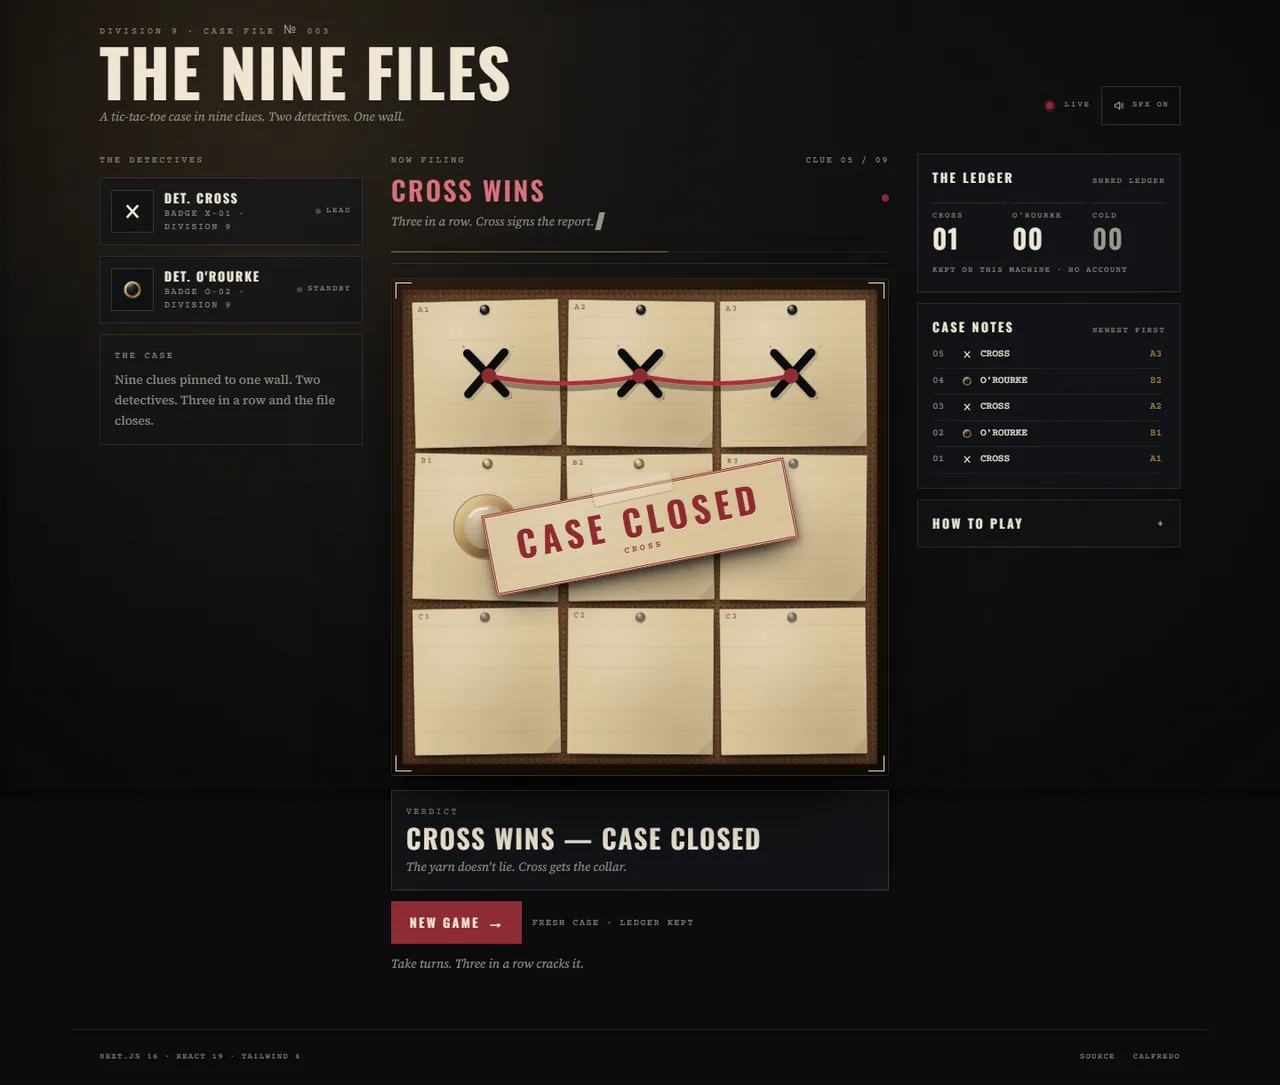 DIVISION 9 · CASE FILE № 003
THE NINE FILES
A tic-tac-toe case in nine clues. Two detectives. One wall.
LIVE
SFX ON
THE DETECTIVES
DET. CROSS
BADGE X-01 ·
DIVISION 9
LEAD
DET. O'ROURKE
BADGE O-02 ·
DIVISION 9
STANDBY
THE CASE
Nine clues pinned to one wall. Two
detectives. Three in a row and the file
closes.
NOW FILING
CLUE 05 / 09
CROSS WINS
Three in a row. Cross signs the report.
A1
A2
A3
B1
B2
B3
CASE CLOSED
CROSS
C1
C2
C3
VERDICT
CROSS WINS — CASE CLOSED
The yarn doesn't lie. Cross gets the collar.
NEW GAME →
FRESH CASE · LEDGER KEPT
Take turns. Three in a row cracks it.
THE LEDGER
SHRED LEDGER
CROSS
O'ROURKE
COLD
01
00
00
KEPT ON THIS MACHINE · NO ACCOUNT
CASE NOTES
NEWEST FIRST
05 CROSS A3
04 O'ROURKE B2
03 CROSS A2
02 O'ROURKE B1
01 CROSS A1
HOW TO PLAY +
NEXT.JS 16 · REACT 19 · TAILWIND 4
SOURCE
CALFREDO